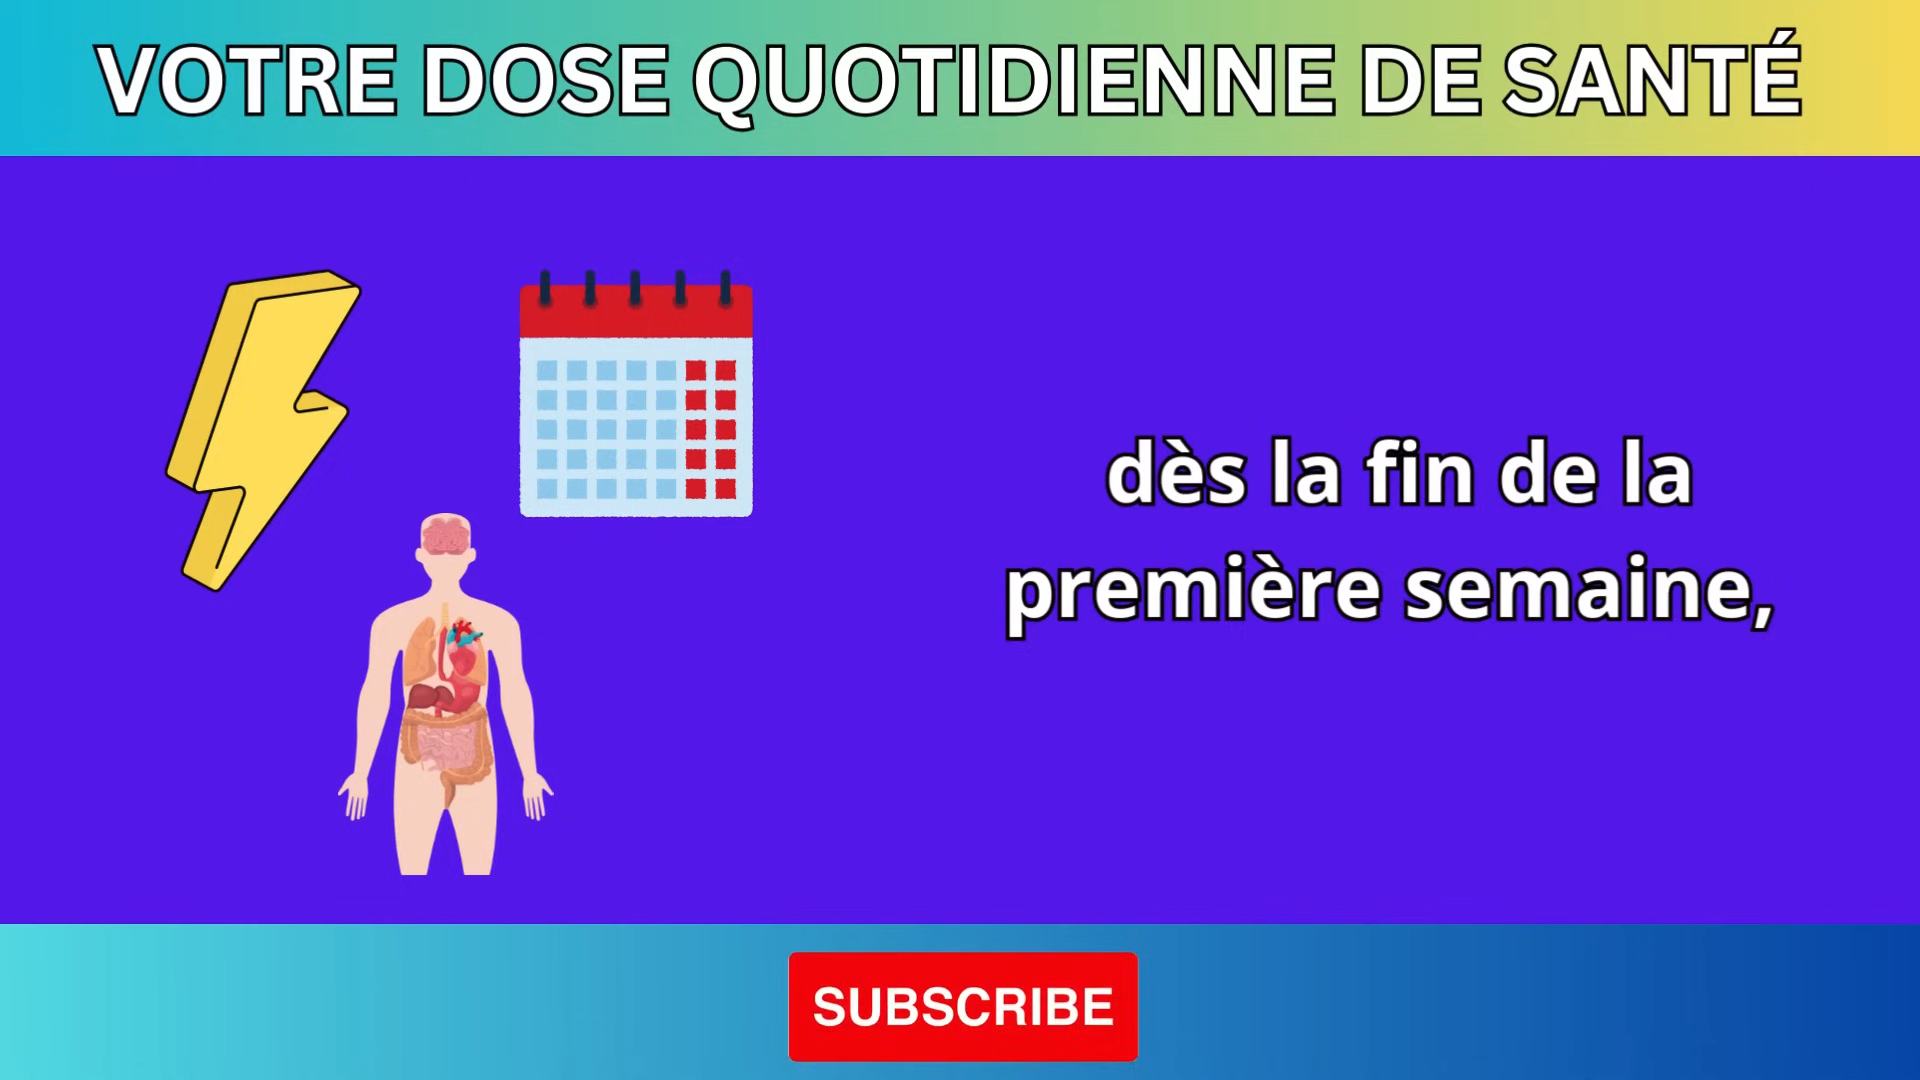 VOTRE DOSE QUOTIDIENNE DE SANTÉ
dès la fin de la
première semaine,
SUBSCRIBE